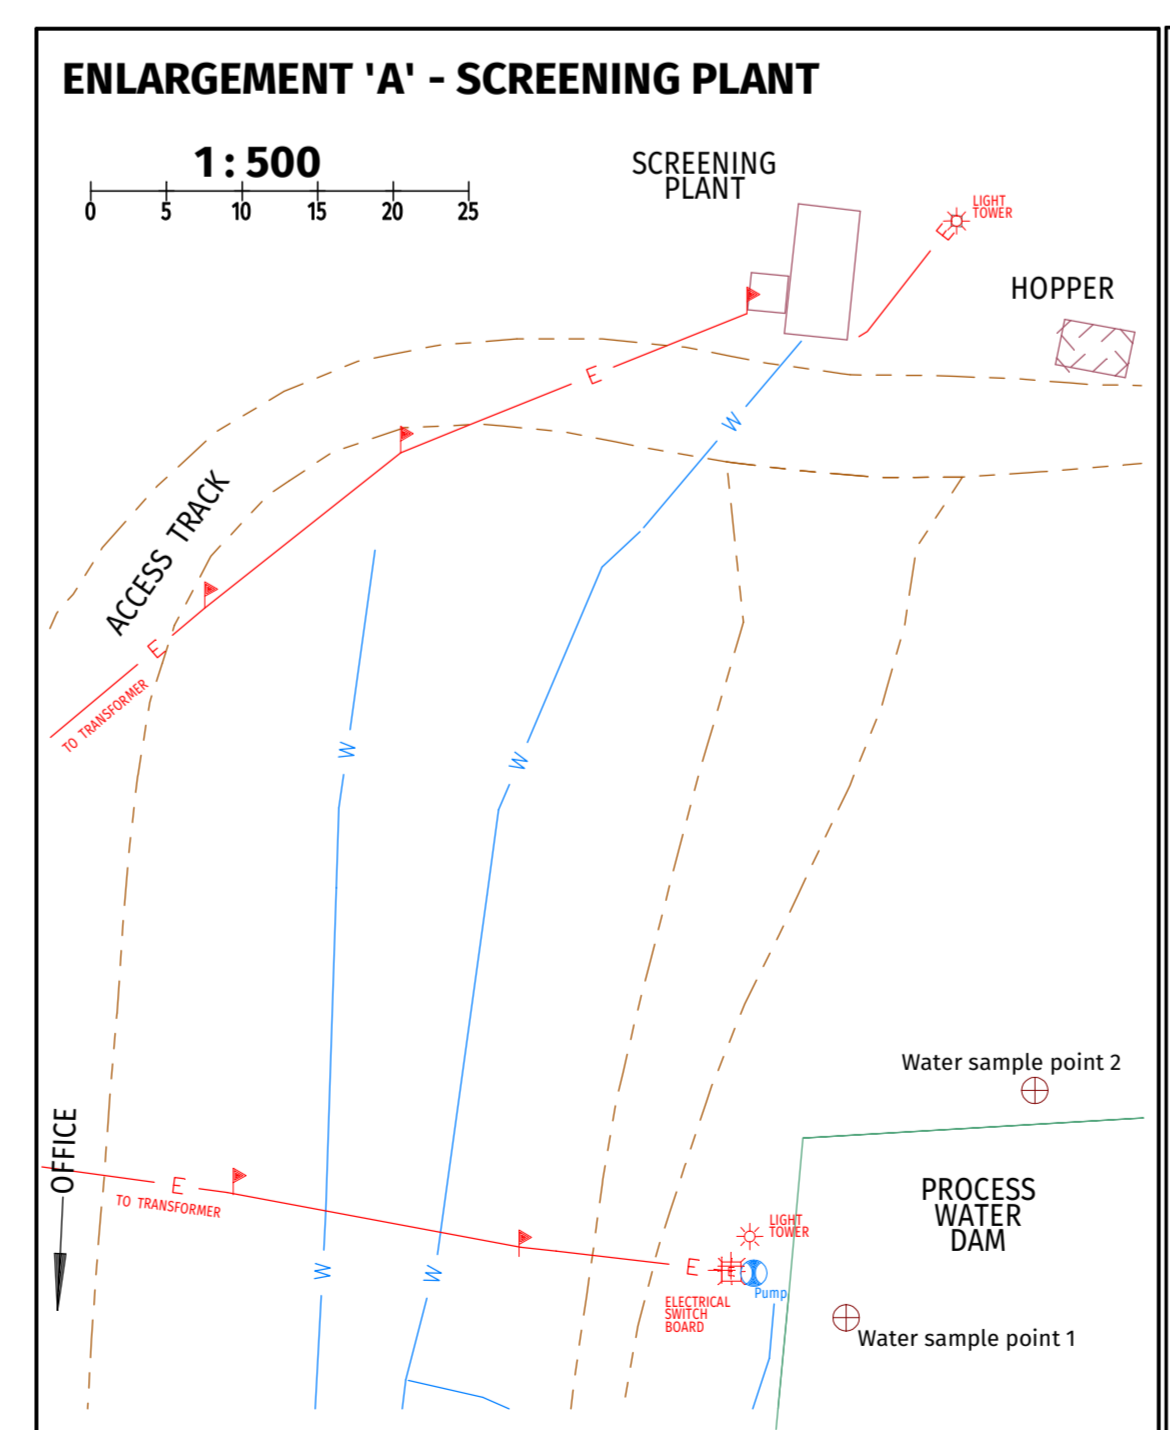 ENLARGEMENT 'A' - SCREENING PLANT
1 : 500
0 5 10 15 20 25
SCREENING
PLANT
LIGHT
TOWER
E
HOPPER
E
W
ACCESS TRACK
E
TO TRANSFORMER
W
W
Water sample point 2
OFFICE
E
TO TRANSFORMER
PROCESS
WATER
DAM
LIGHT
TOWER
W
W
E
E
Pump
ELECTRICAL
SWITCH
BOARD
Water sample point 1